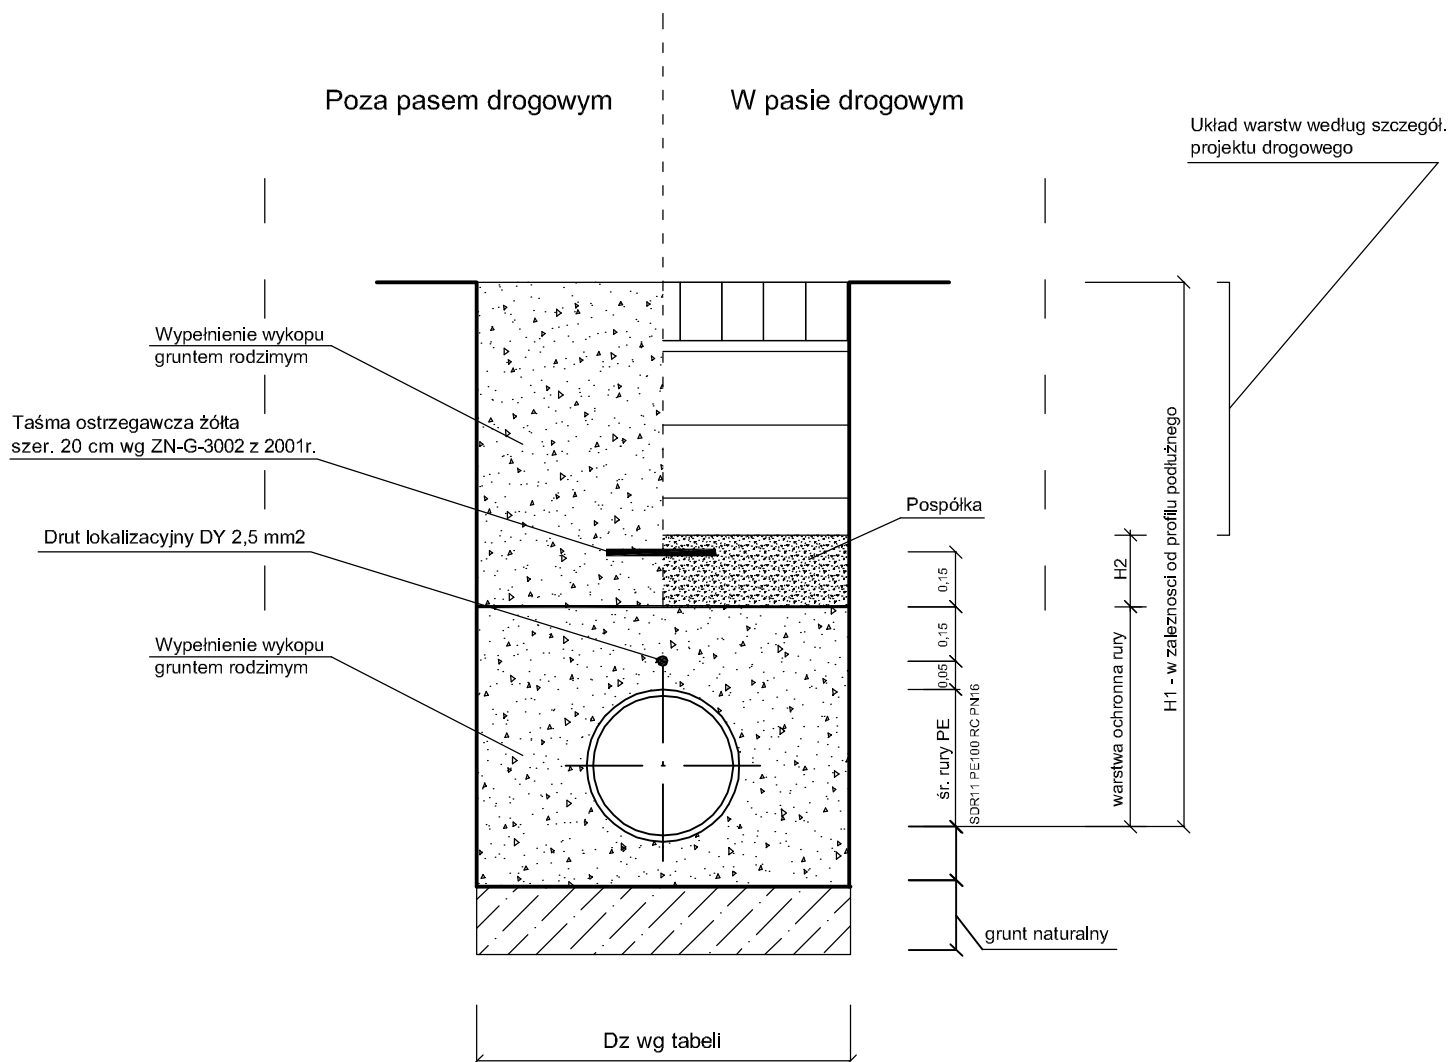 Poza pasem drogowym
W pasie drogowym
Układ warstw według szczegół.
projektu drogowego
Wypełnienie wykopu
gruntem rodzimym
Taśma ostrzegawcza żółta
szer. 20 cm wg ZN-G-3002 z 2001r.
Drut lokalizacyjny DY 2,5 mm2
Wypełnienie wykopu
gruntem rodzimym
Pospółka
0,15
0,15
0,05
śr. rury PE
SDR11 PE100 RC PN16
H2
warstwa ochronna rury
H1 - w zaleznosci od profilu podłużnego
grunt naturalny
Dz wg tabeli